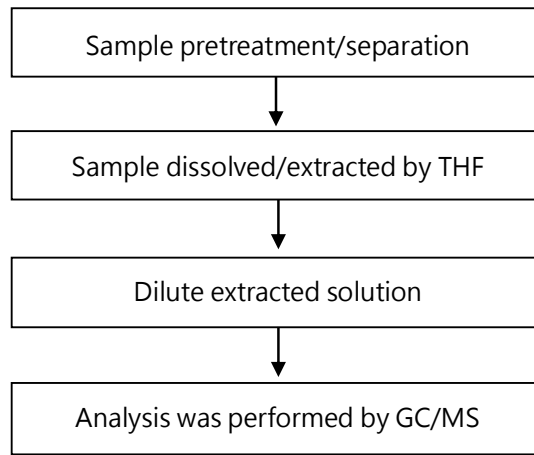 Sample pretreatment/separation
Sample dissolved/extracted by THF
Dilute extracted solution
Analysis was performed by GC/MS